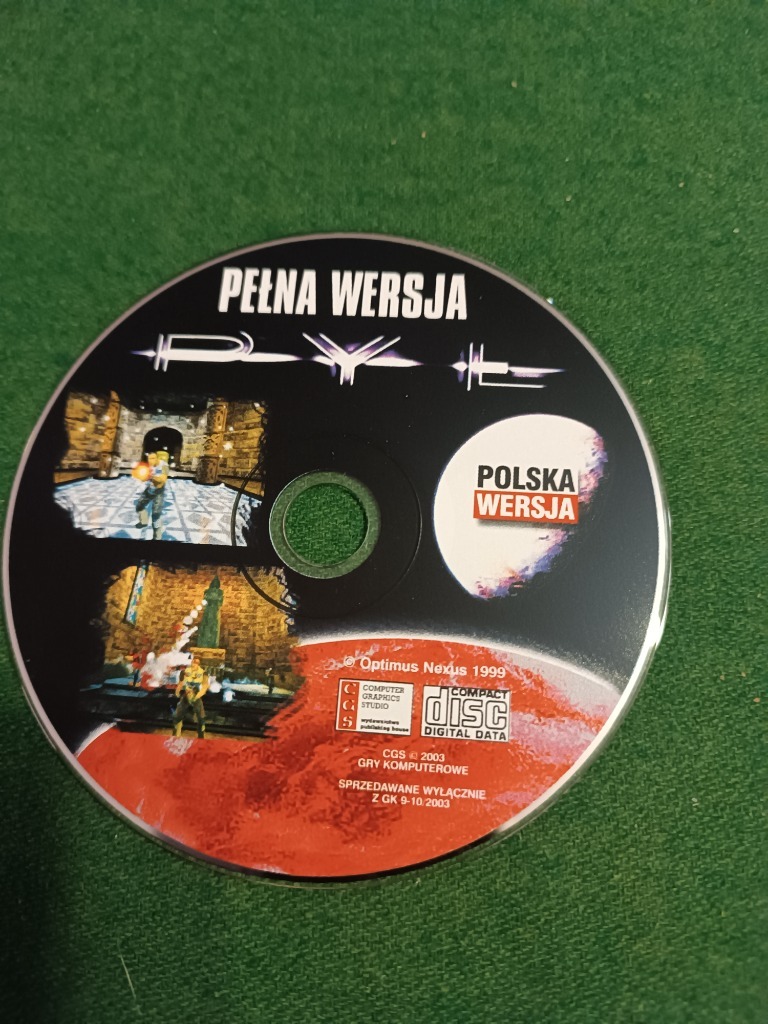 PEŁNA WERSJA
PYŁ
POLSKA
WERSJA
© Optimus Nexus 1999
CGS
COMPUTER
GRAPHICS
STUDIO
wydawnictwo
publishing house
COMPACT
disc
DIGITAL DATA
CGS © 2003
GRY KOMPUTEROWE
SPRZEDAWANE WYŁĄCZNIE
Z GK 9-10/2003